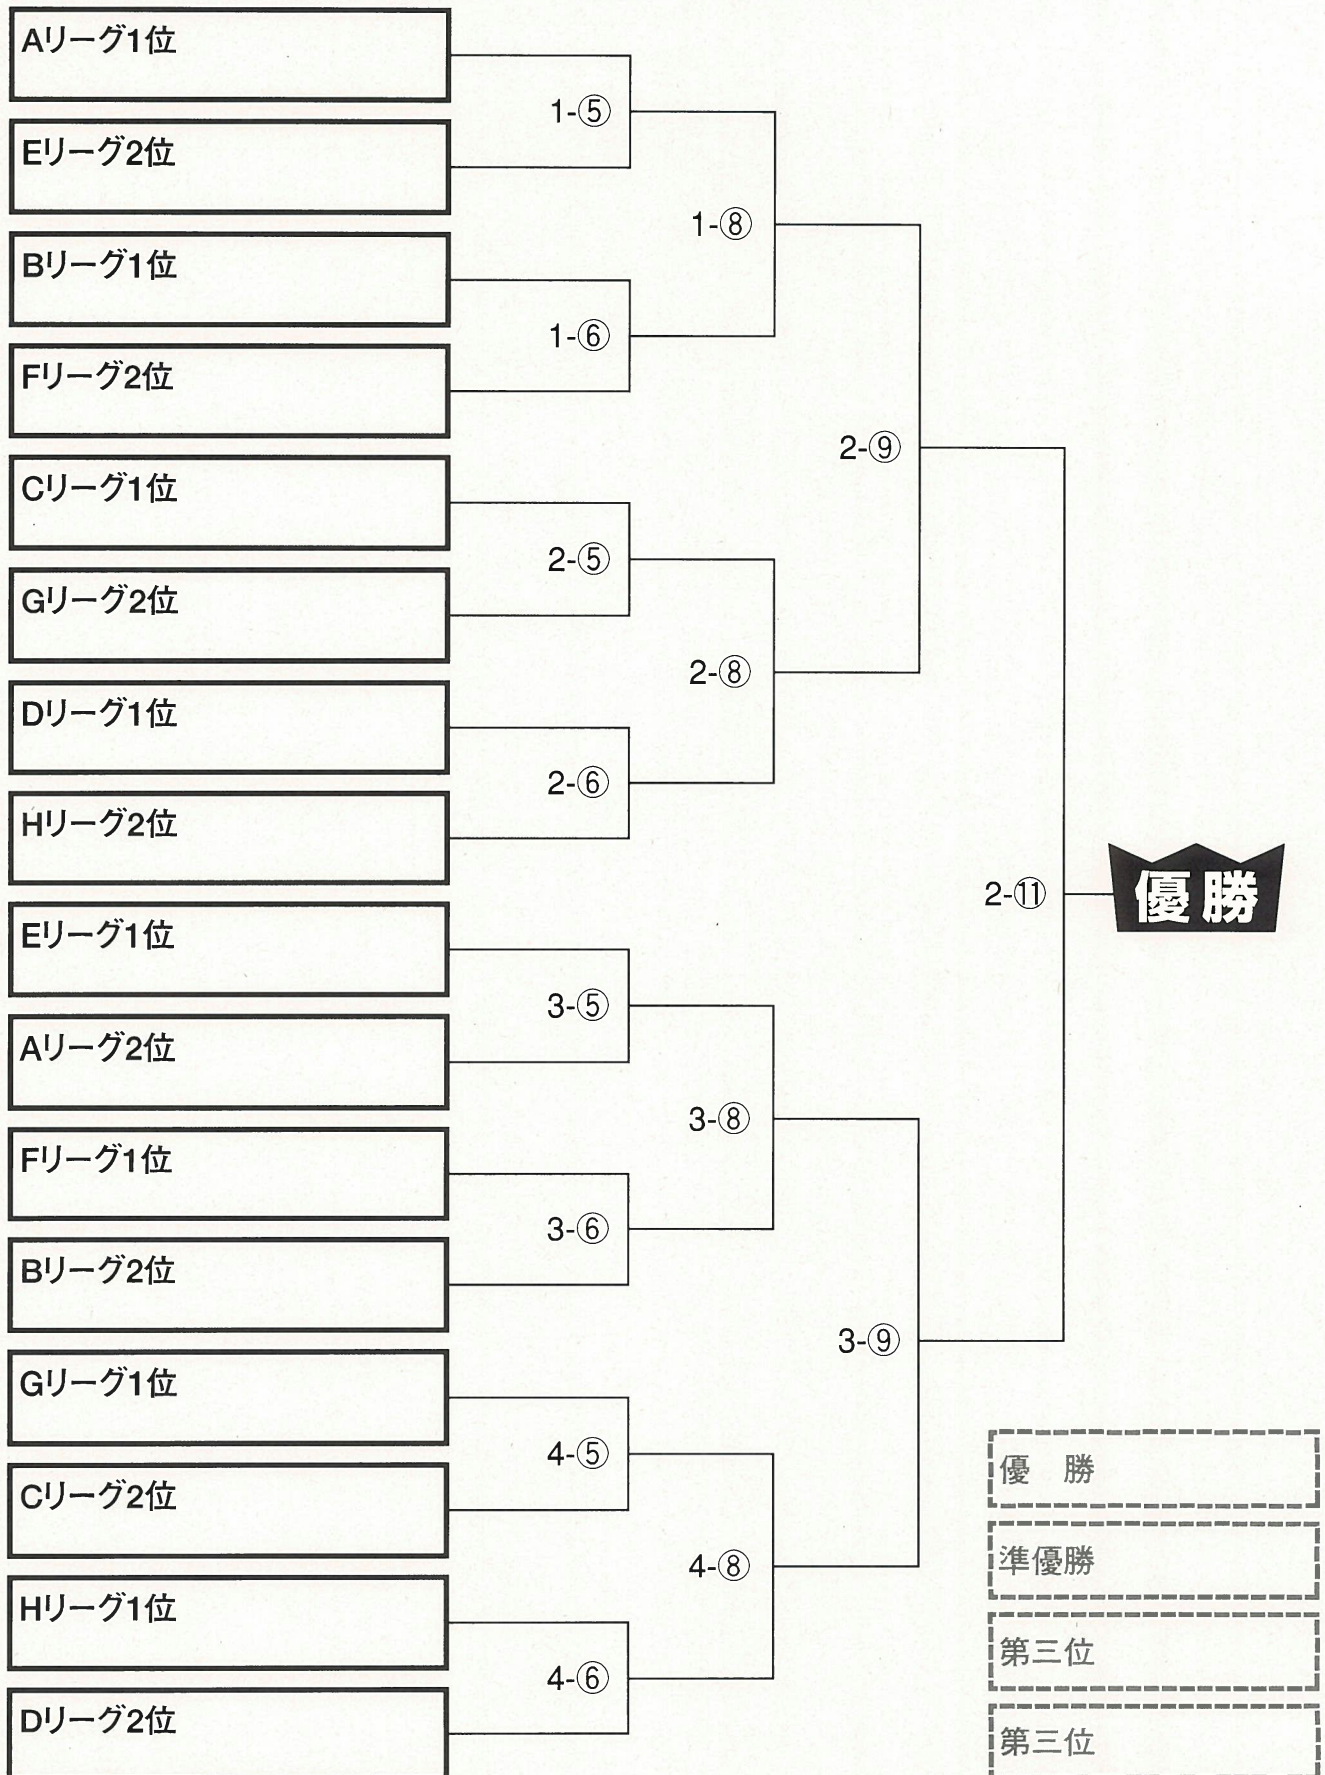 Aリーグ1位
Eリーグ2位
Bリーグ1位
Fリーグ2位
Cリーグ1位
Gリーグ2位
Dリーグ1位
Hリーグ2位
Eリーグ1位
Aリーグ2位
Fリーグ1位
Bリーグ2位
Gリーグ1位
Cリーグ2位
Hリーグ1位
Dリーグ2位
1-⑤
1-⑥
2-⑤
2-⑥
3-⑤
3-⑥
4-⑤
4-⑥
1-⑧
2-⑧
3-⑧
4-⑧
2-⑨
3-⑨
2-⑪
優勝
優　勝
準優勝
第三位
第三位